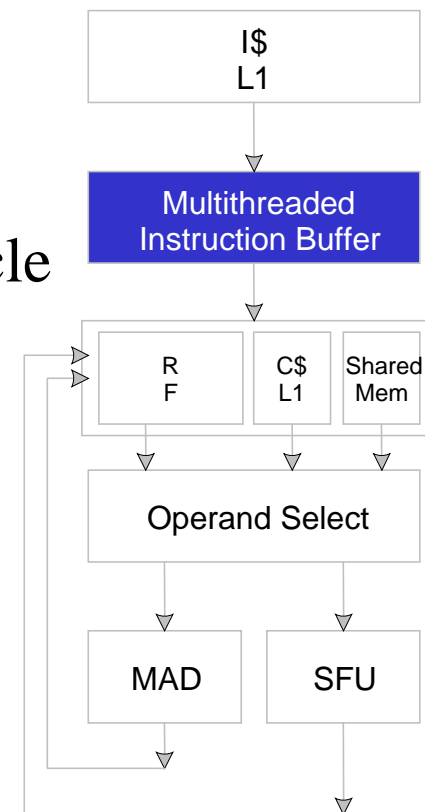 I$
L1
Multithreaded
Instruction Buffer
R
F
C$
L1
Shared
Mem
Operand Select
MAD
SFU